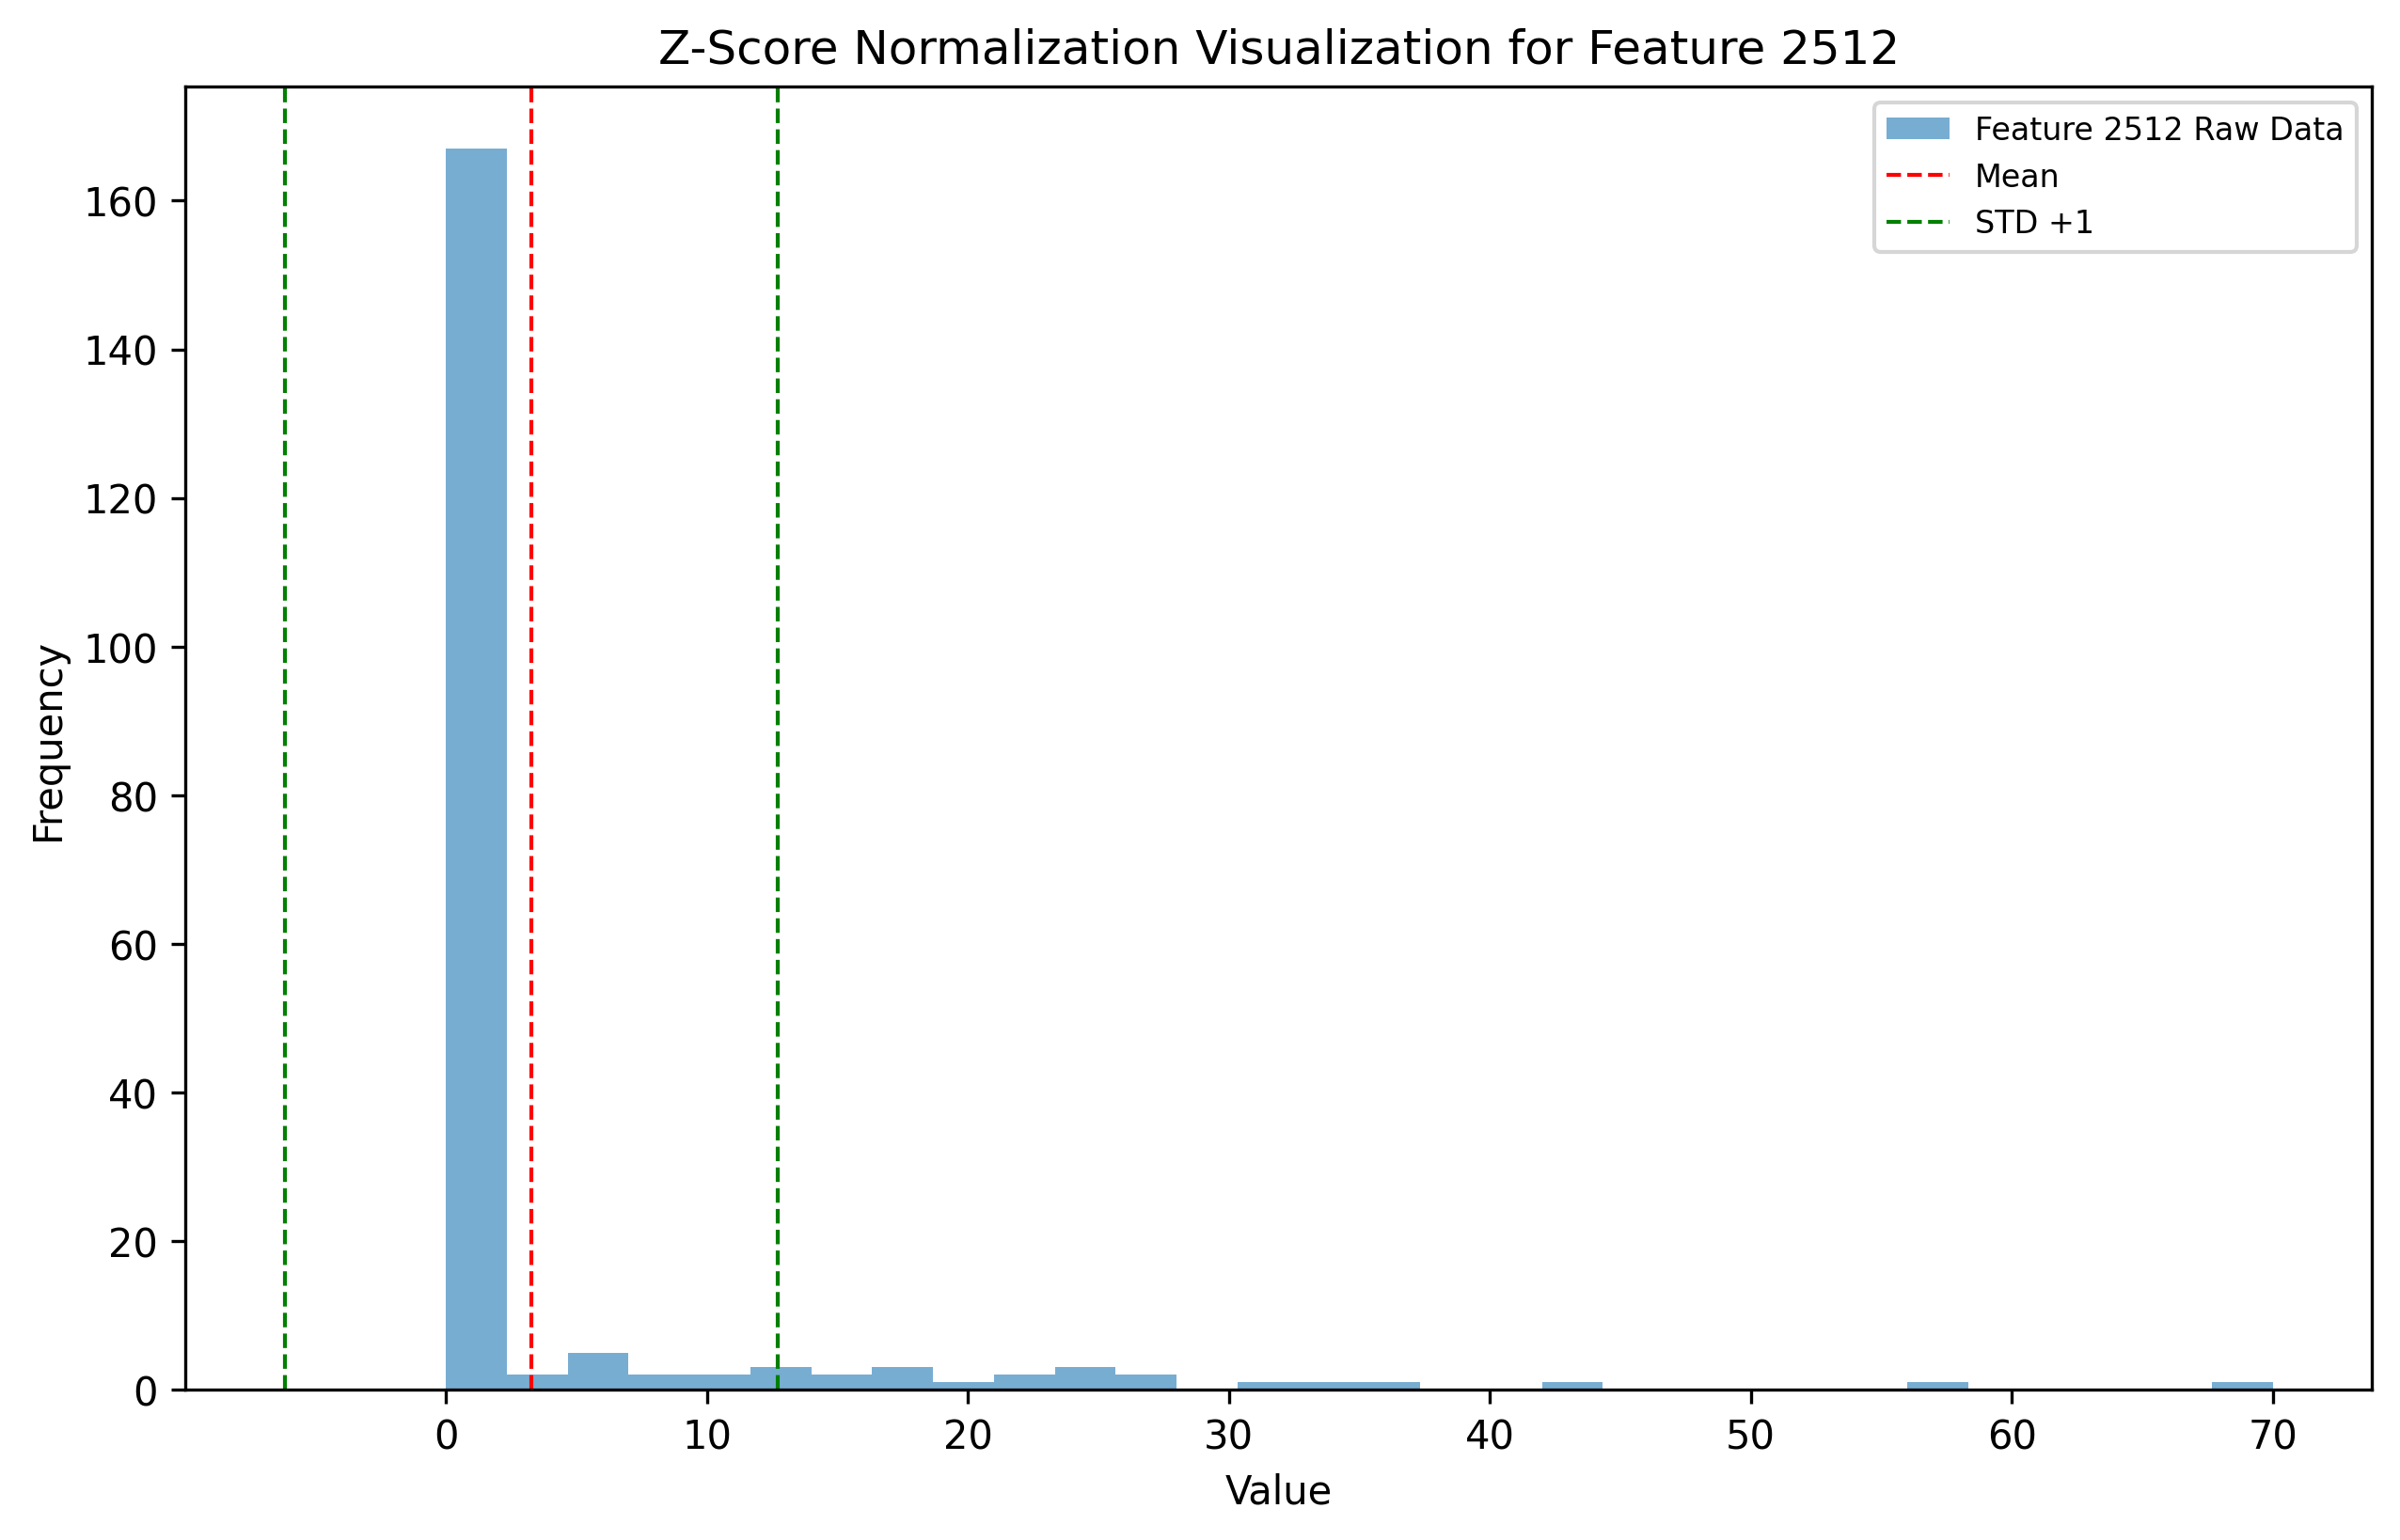 Z-Score Normalization Visualization for Feature 2512
Feature 2512 Raw Data
Mean
STD +1
Frequency
160
140
120
100
80
60
40
20
0
0 10 20 30 40 50 60 70
Value